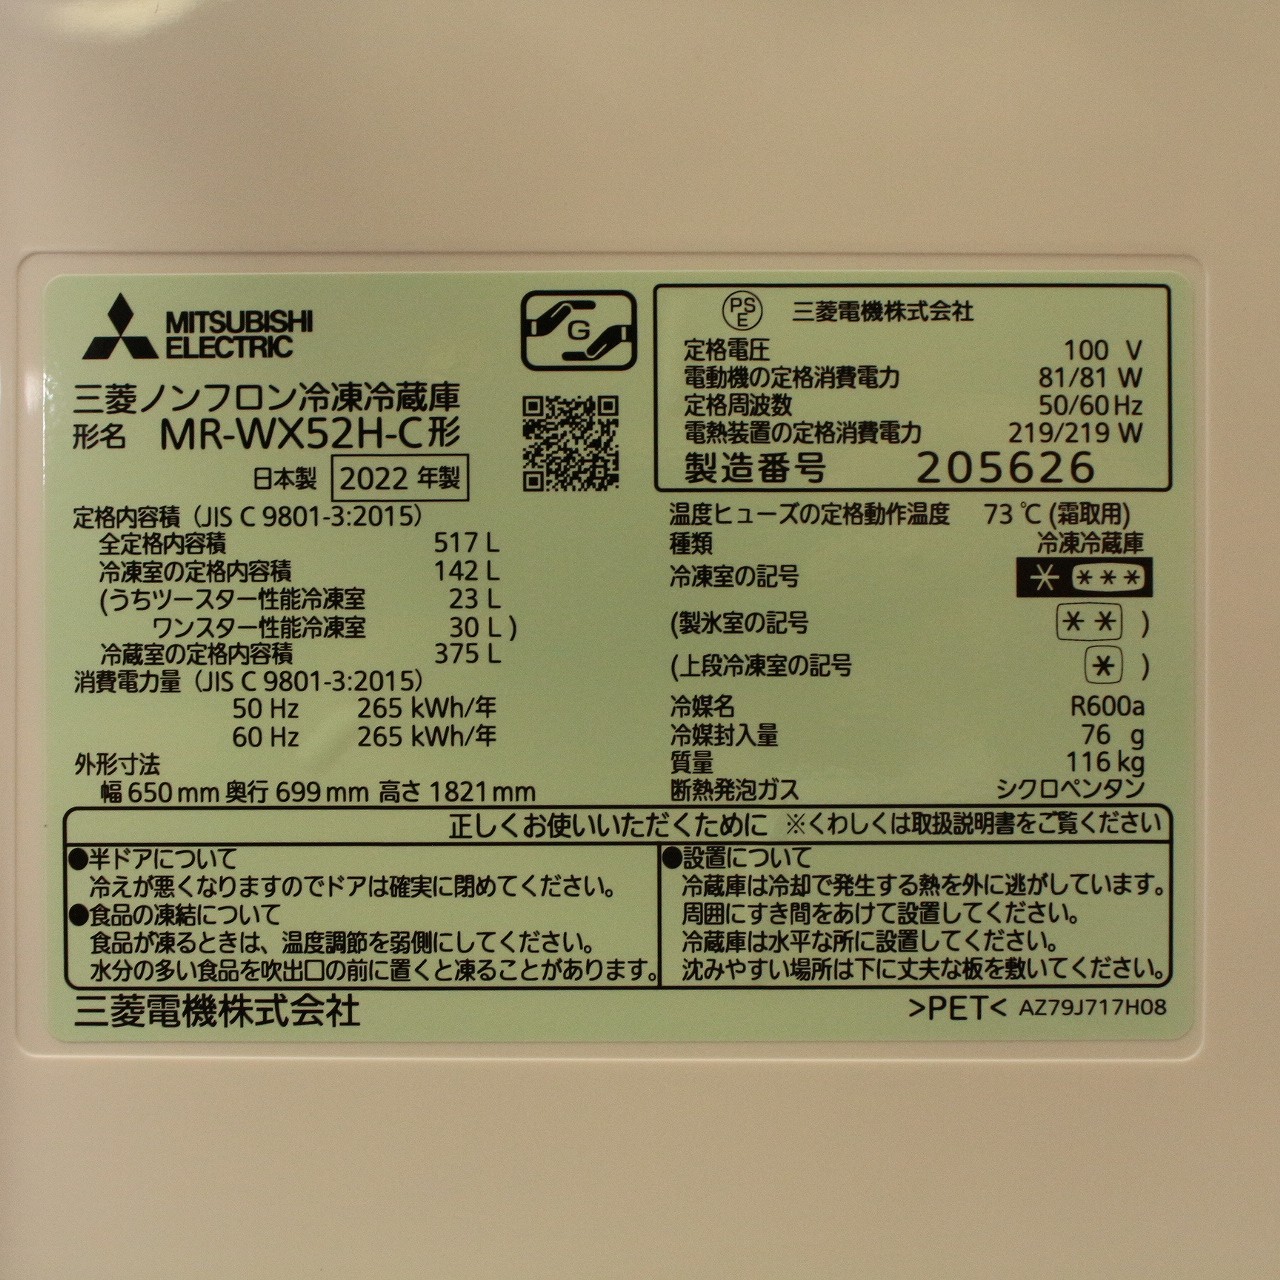 MITSUBISHI
ELECTRIC
G
三菱ノンフロン冷凍冷蔵庫
形名 MR-WX52H-C形
日本製 2022 年製
定格内容積（JIS C 9801-3:2015）
全定格内容積 517 L
冷凍室の定格内容積 142 L
(うちツースター性能冷凍室 23 L
ワンスター性能冷凍室 30 L )
冷蔵室の定格内容積 375 L
消費電力量（JIS C 9801-3:2015）
50 Hz 265 kWh/年
60 Hz 265 kWh/年
外形寸法
幅 650 mm 奥行 699 mm 高さ 1821 mm
PSE 三菱電機株式会社
定格電圧 100 V
電動機の定格消費電力 81/81 W
定格周波数 50/60 Hz
電熱装置の定格消費電力 219/219 W
製造番号 205626
温度ヒューズの定格動作温度 73 ℃ (霜取用)
種類 冷凍冷蔵庫
冷凍室の記号 * ***
(製氷室の記号 ** )
(上段冷凍室の記号 * )
冷媒名 R600a
冷媒封入量 76 g
質量 116 kg
断熱発泡ガス シクロペンタン
正しくお使いいただくために ※くわしくは取扱説明書をご覧ください
●半ドアについて
冷えが悪くなりますのでドアは確実に閉めてください。
●食品の凍結について
食品が凍るときは、温度調節を弱側にしてください。
水分の多い食品を吹出口の前に置くと凍ることがあります。
●設置について
冷蔵庫は冷却で発生する熱を外に逃がしています。
周囲にすき間をあけて設置してください。
冷蔵庫は水平な所に設置してください。
沈みやすい場所は下に丈夫な板を敷いてください。
三菱電機株式会社
>PET< AZ79J717H08